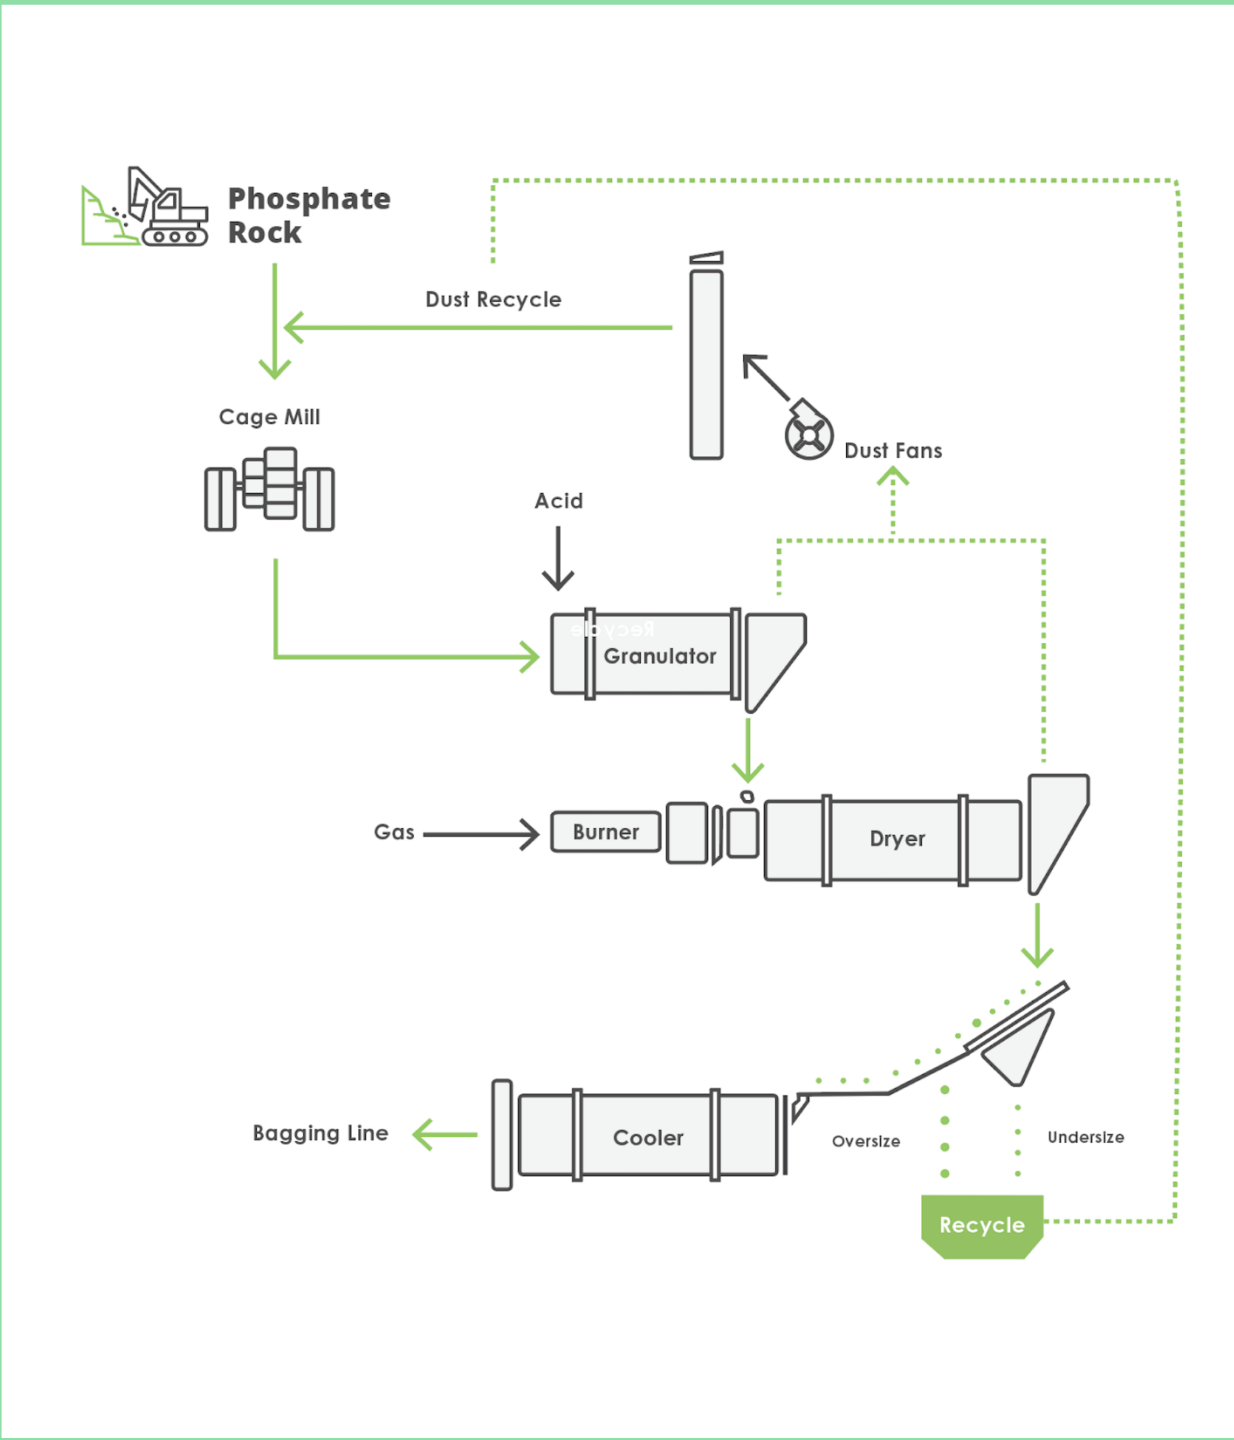 Phosphate
Rock
Dust Recycle
Cage Mill
Dust Fans
Acid
Recycle
Granulator
Gas
Burner
Dryer
Bagging Line
Cooler
Oversize
Undersize
Recycle